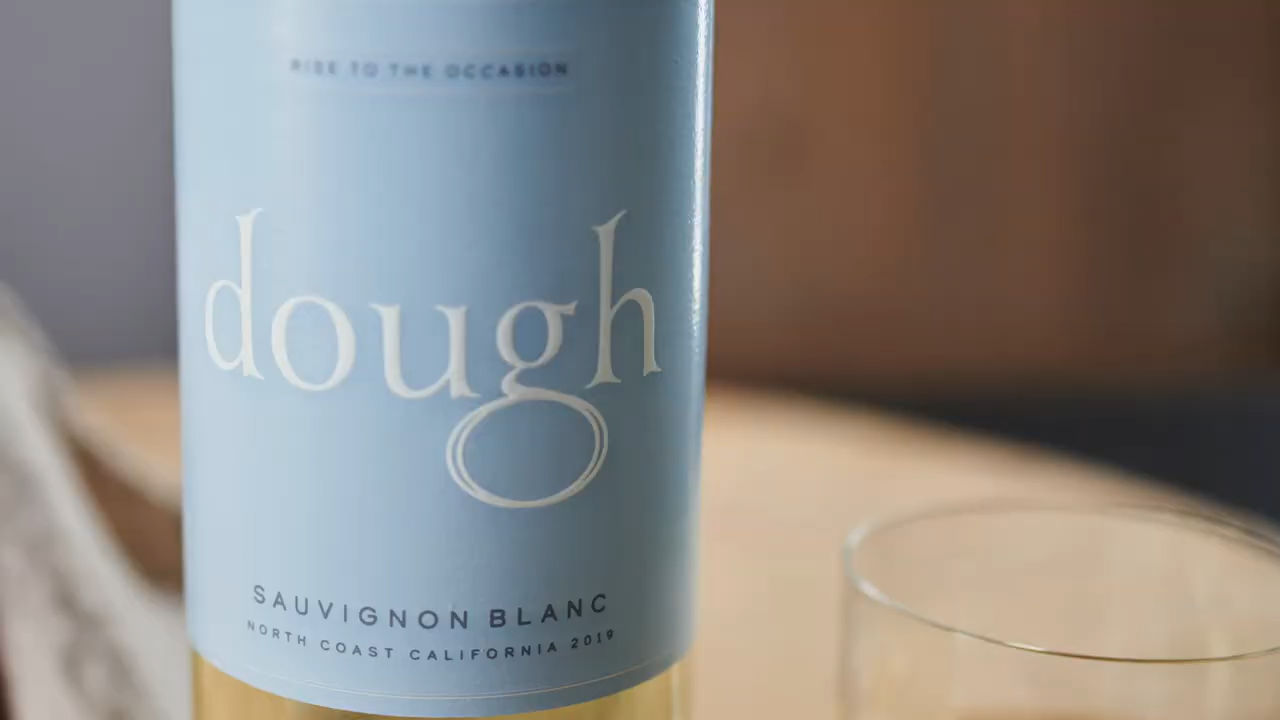 RISE TO THE OCCASION
dough
SAUVIGNON BLANC
NORTH COAST CALIFORNIA 2019